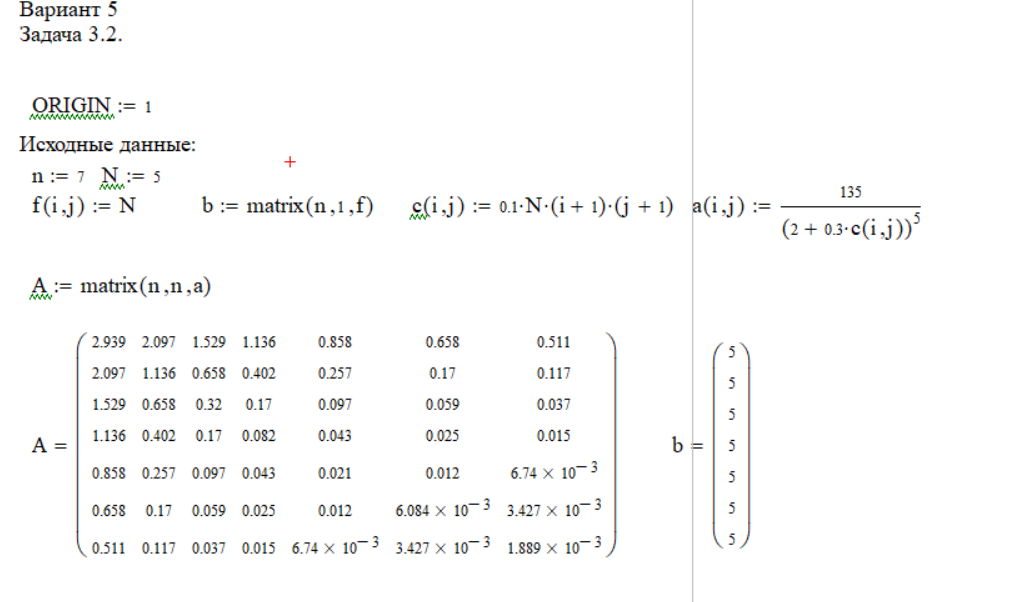 Вариант 5
Задача 3.2.
ORIGIN := 1
Исходные данные:
n := 7 N := 5
f(i,j) := N b := matrix(n,1,f) c(i,j) := 0.1·N·(i + 1)·(j + 1) a(i,j) := 135 / (2 + 0.3·c(i,j))^5
A := matrix(n,n,a)
2.939 2.097 1.529 1.136 0.858 0.658 0.511 5
2.097 1.136 0.658 0.402 0.257 0.17 0.117 5
1.529 0.658 0.32 0.17 0.097 0.059 0.037 5
A = 1.136 0.402 0.17 0.082 0.043 0.025 0.015 b = 5
0.858 0.257 0.097 0.043 0.021 0.012 6.74 × 10^−3 5
0.658 0.17 0.059 0.025 0.012 6.084 × 10^−3 3.427 × 10^−3 5
0.511 0.117 0.037 0.015 6.74 × 10^−3 3.427 × 10^−3 1.889 × 10^−3 5